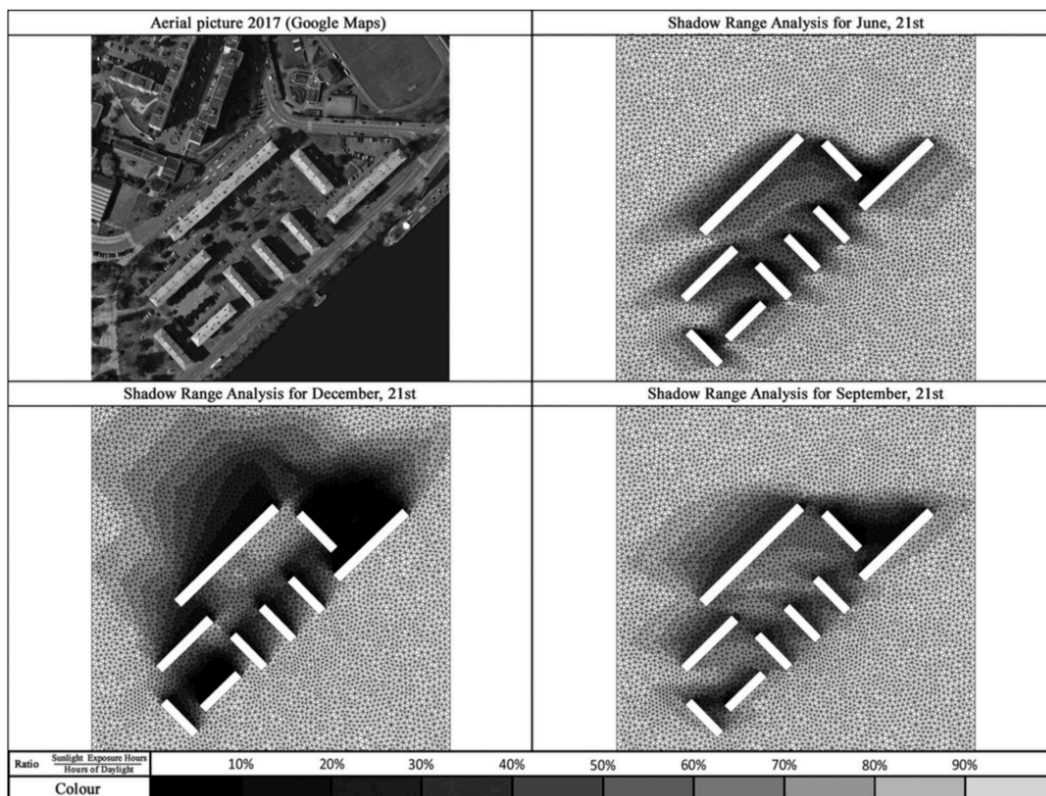 Aerial picture 2017 (Google Maps)
Shadow Range Analysis for June, 21st
Shadow Range Analysis for December, 21st
Shadow Range Analysis for September, 21st
Ratio Sunlight Exposure Hours 10% 20% 30% 40% 50% 60% 70% 80% 90%
Hours of Daylight
Colour